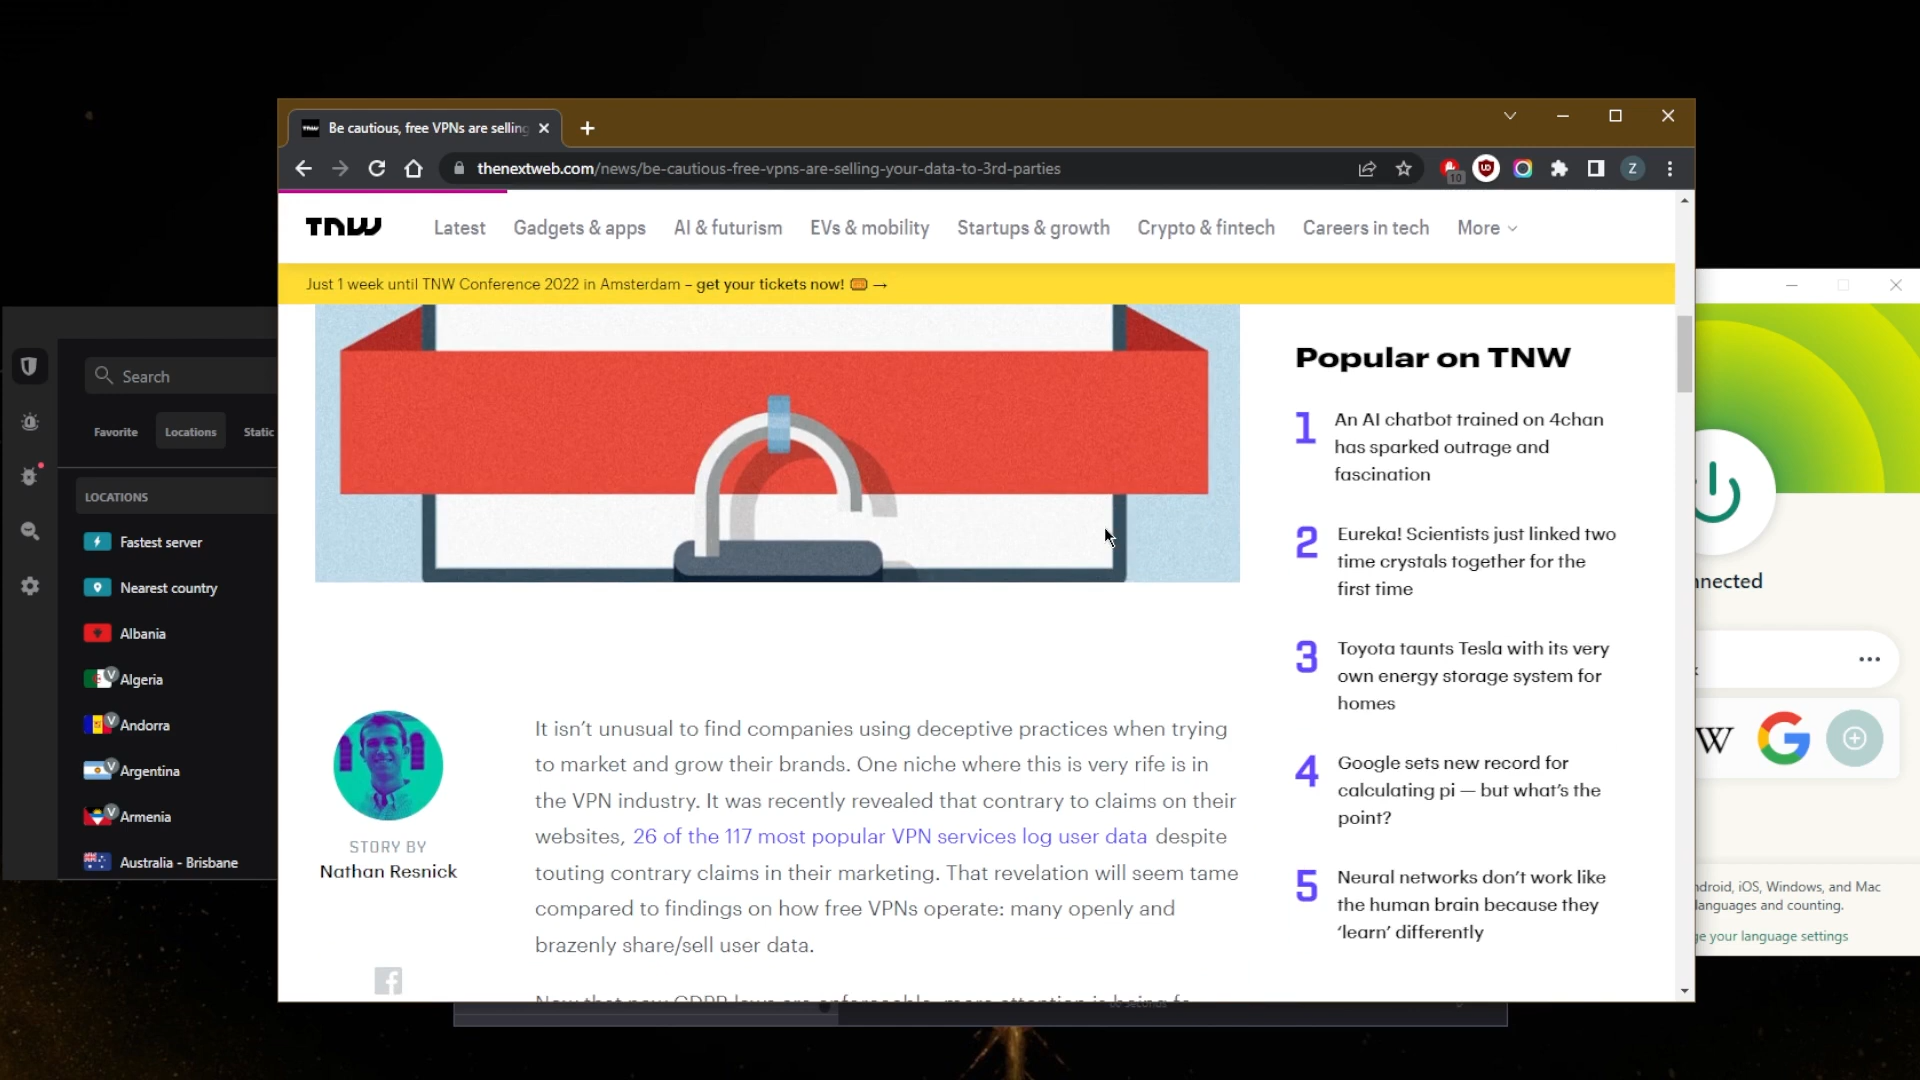 Be cautious, free VPNs are selling
thenextweb.com/news/be-cautious-free-vpns-are-selling-your-data-to-3rd-parties
10
Z
TNW
Latest
Gadgets & apps
AI & futurism
EVs & mobility
Startups & growth
Crypto & fintech
Careers in tech
More
Just 1 week until TNW Conference 2022 in Amsterdam – get your tickets now! 🎟 →
Popular on TNW
1
An AI chatbot trained on 4chan
has sparked outrage and
fascination
2
Eureka! Scientists just linked two
time crystals together for the
first time
3
Toyota taunts Tesla with its very
own energy storage system for
homes
4
Google sets new record for
calculating pi — but what's the
point?
5
Neural networks don't work like
the human brain because they
'learn' differently
STORY BY
Nathan Resnick
It isn't unusual to find companies using deceptive practices when trying
to market and grow their brands. One niche where this is very rife is in
the VPN industry. It was recently revealed that contrary to claims on their
websites, 26 of the 117 most popular VPN services log user data despite
touting contrary claims in their marketing. That revelation will seem tame
compared to findings on how free VPNs operate: many openly and
brazenly share/sell user data.
Search
Favorite
Locations
Static
LOCATIONS
Fastest server
Nearest country
Albania
V Algeria
V Andorra
V Argentina
V Armenia
Australia - Brisbane
nnected
W
G
ndroid, iOS, Windows, and Mac
languages and counting.
ge your language settings